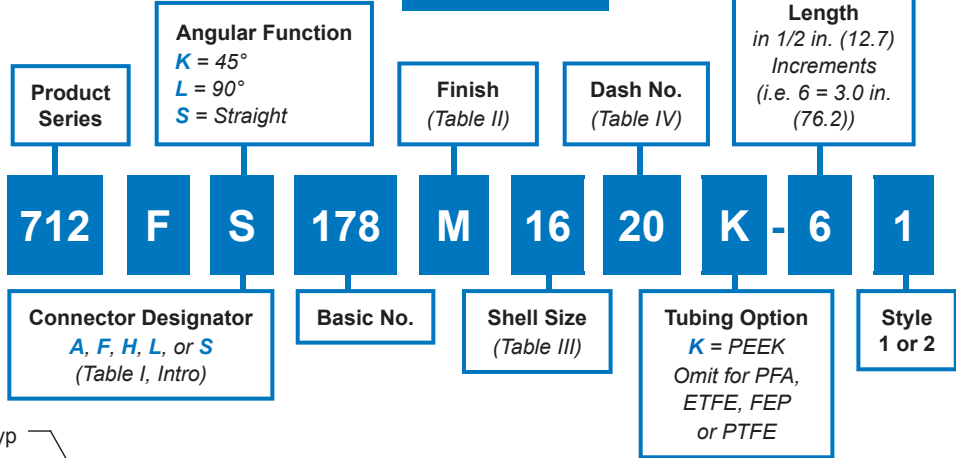 Product
Series
Angular Function
K = 45°
L = 90°
S = Straight
Finish
(Table II)
Dash No.
(Table IV)
Length
in 1/2 in. (12.7)
Increments
(i.e. 6 = 3.0 in.
(76.2))
712 F S 178 M 16 20 K - 6 1
Connector Designator
A, F, H, L, or S
(Table I, Intro)
Basic No.
Shell Size
(Table III)
Tubing Option
K = PEEK
Omit for PFA,
ETFE, FEP
or PTFE
Style
1 or 2